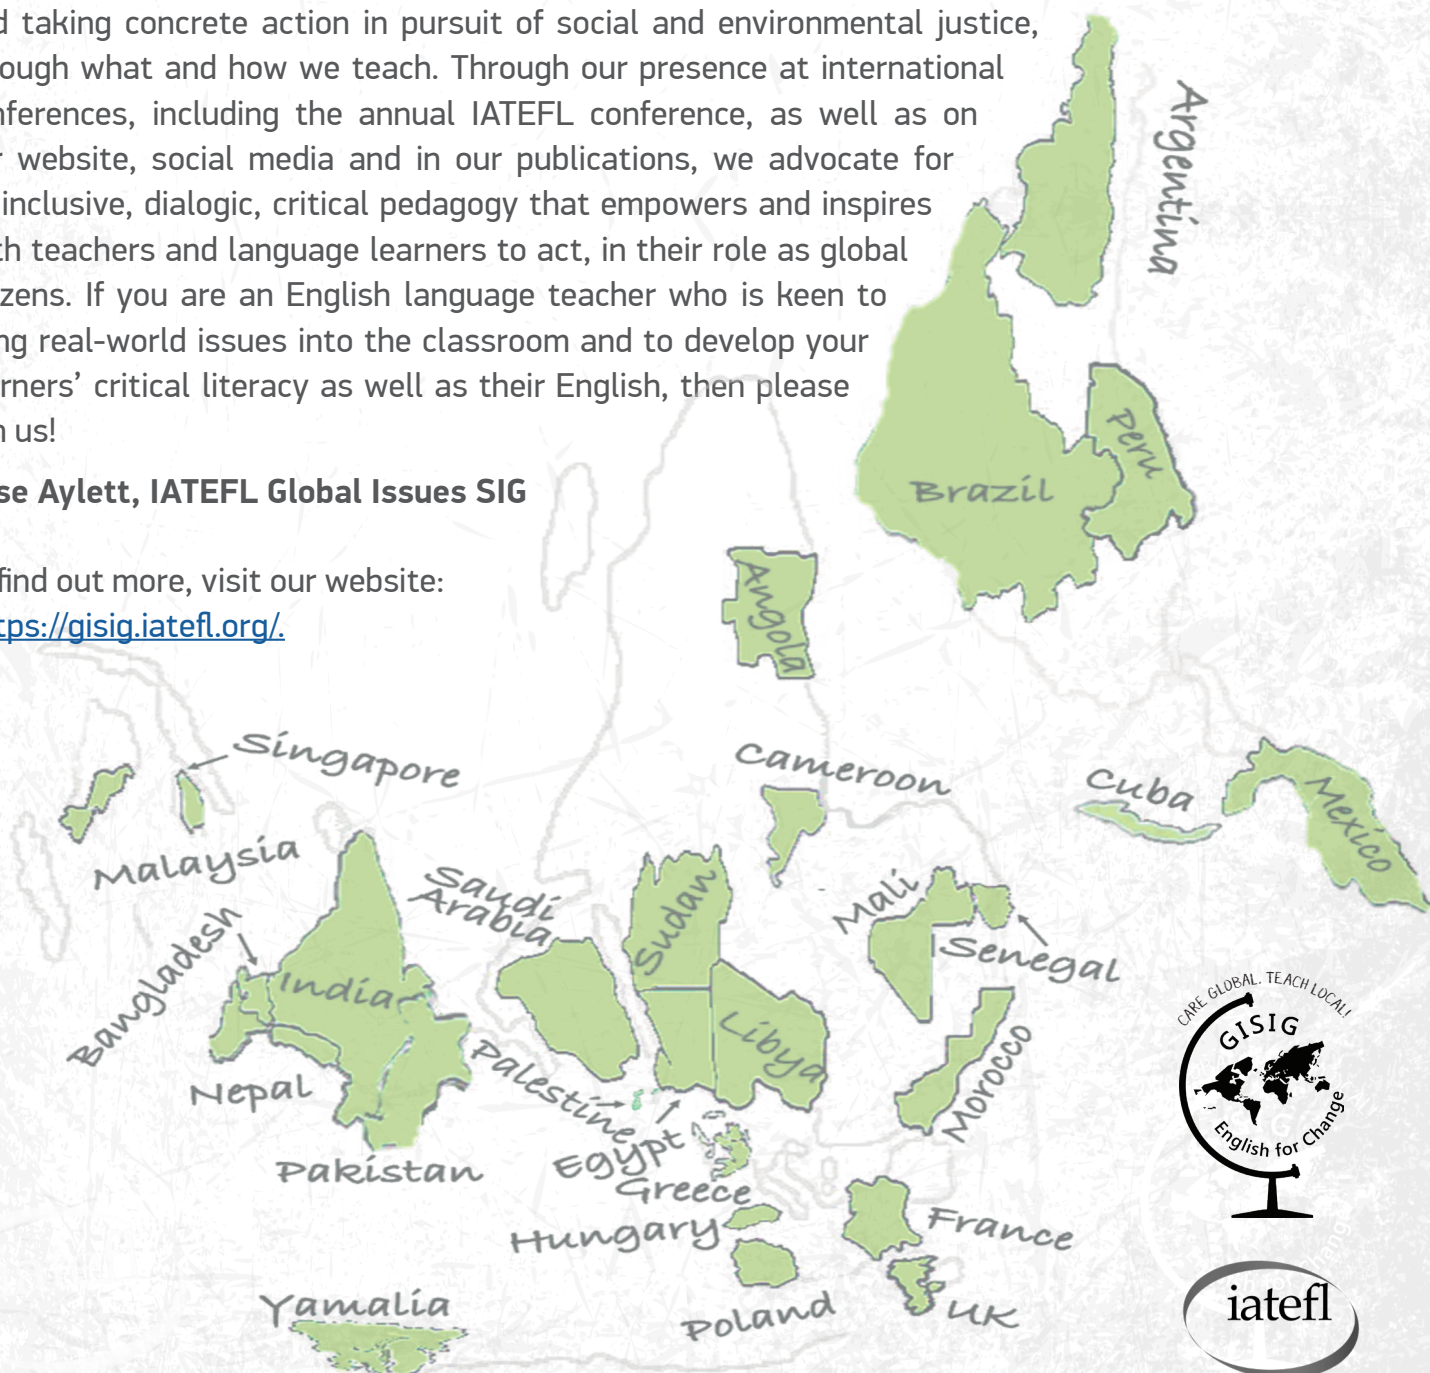 d taking concrete action in pursuit of social and environmental justice,
ough what and how we teach. Through our presence at international
nferences, including the annual IATEFL conference, as well as on
r website, social media and in our publications, we advocate for
inclusive, dialogic, critical pedagogy that empowers and inspires
th teachers and language learners to act, in their role as global
zens. If you are an English language teacher who is keen to
ng real-world issues into the classroom and to develop your
rners’ critical literacy as well as their English, then please
n us!
se Aylett, IATEFL Global Issues SIG
find out more, visit our website:
tps://gisig.iatefl.org/.
Argentina
Peru
Brazil
Angola
Singapore
Cameroon
Cuba
Mexico
Malaysia
Saudi
Arabia
Sudan
Mali
Senegal
Bangladesh
India
Libya
Morocco
Nepal
Palestine
Egypt
Pakistan
Greece
Hungary
France
Yamalia
Poland
UK
CARE GLOBAL. TEACH LOCAL!
GISIG
English for Change
iatefl